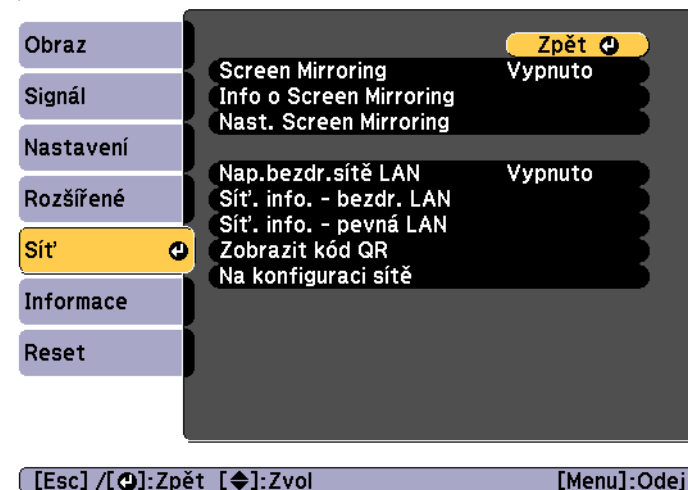 Obraz
Signál
Nastavení
Rozšířené
Síť
Informace
Reset
Zpět
Screen Mirroring Vypnuto
Info o Screen Mirroring
Nast. Screen Mirroring
Nap.bezdr.sítě LAN Vypnuto
Síť. info. - bezdr. LAN
Síť. info. - pevná LAN
Zobrazit kód QR
Na konfiguraci sítě
[Esc] /[ ]:Zpět [ ]:Zvol [Menu]:Odej